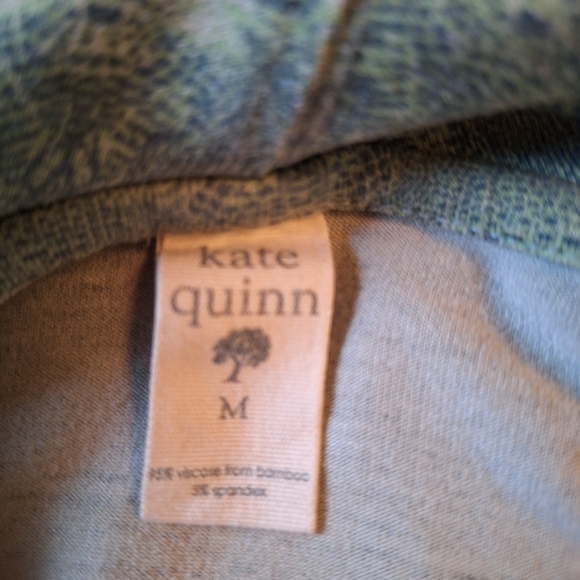 kate
quinn
M
95% viscose from bamboo
5% spandex